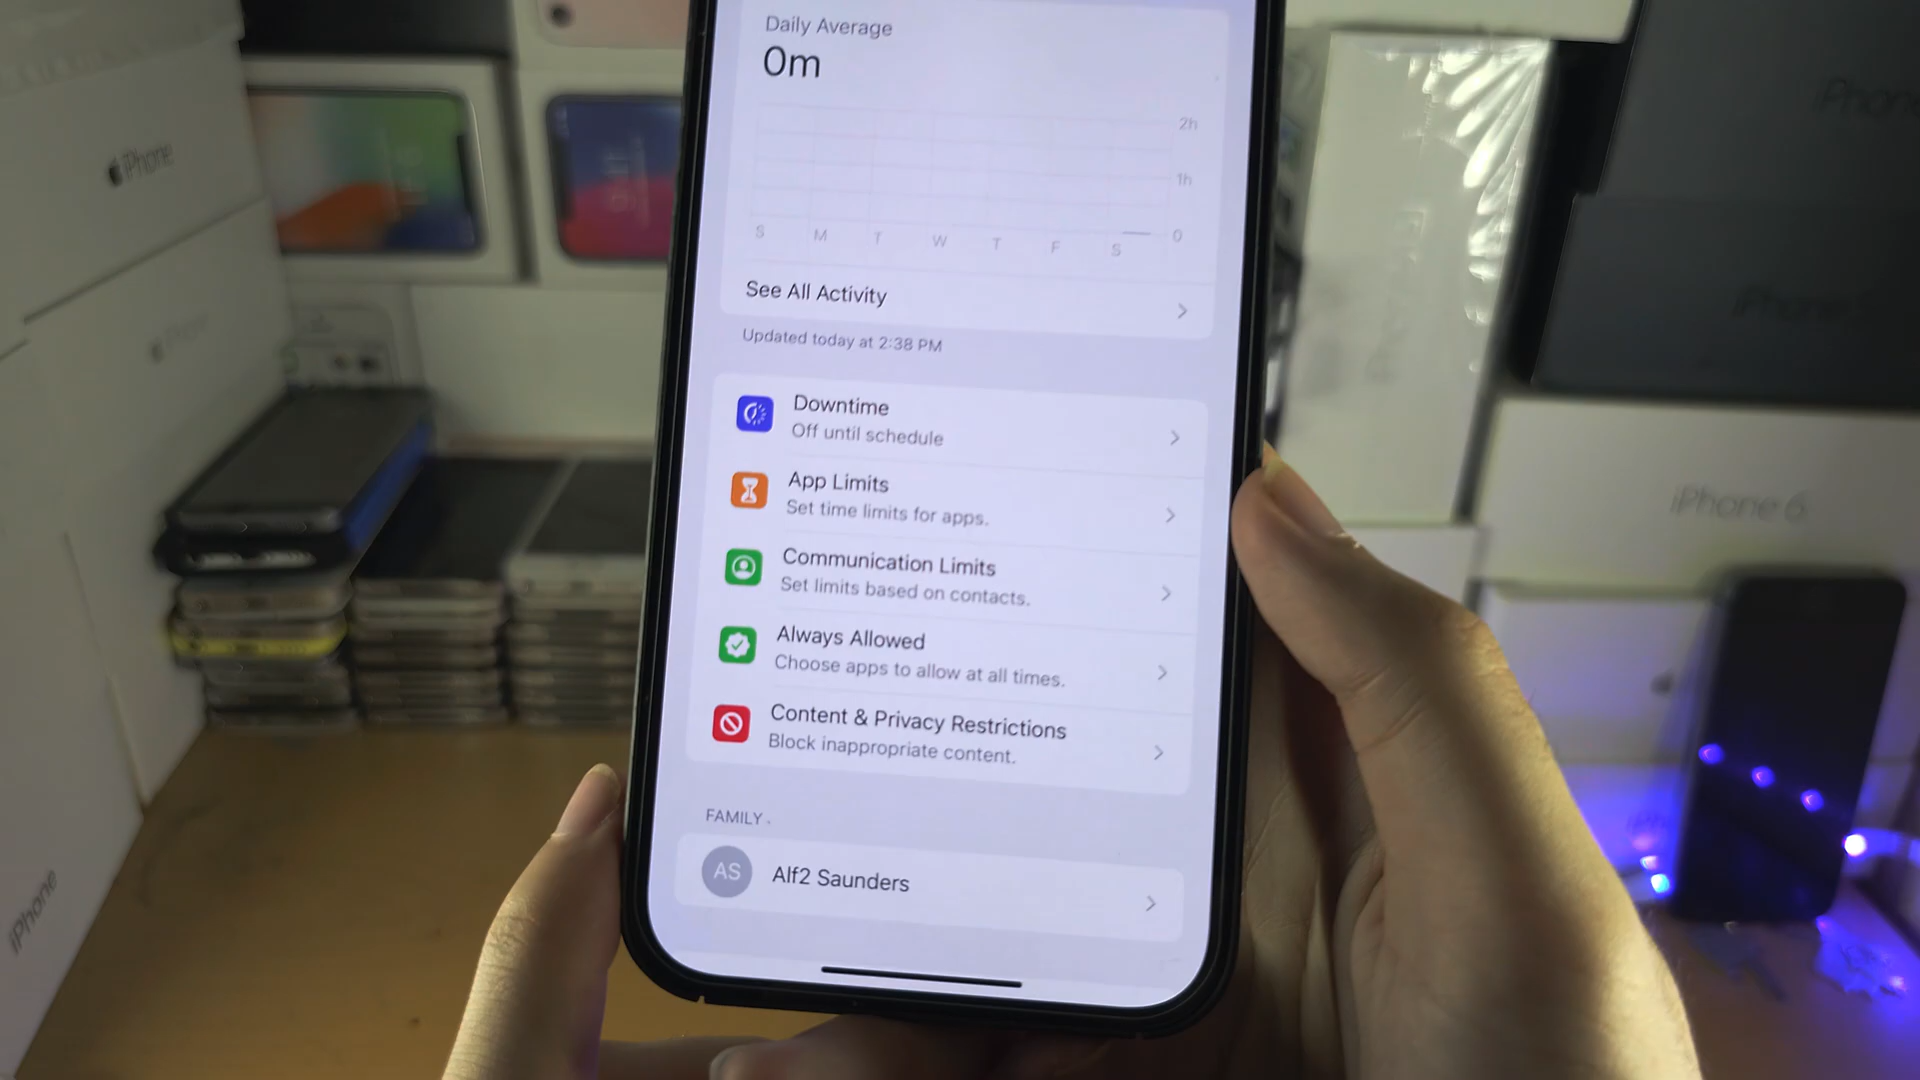 Daily Average
0m
2h
1h
0
S M T W T F S
See All Activity
Updated today at 2:38 PM
Downtime
Off until schedule
App Limits
Set time limits for apps.
Communication Limits
Set limits based on contacts.
Always Allowed
Choose apps to allow at all times.
Content & Privacy Restrictions
Block inappropriate content.
FAMILY
AS
Alf2 Saunders
iPhone
iPhone
iPhone
iPhone
iPhone 6